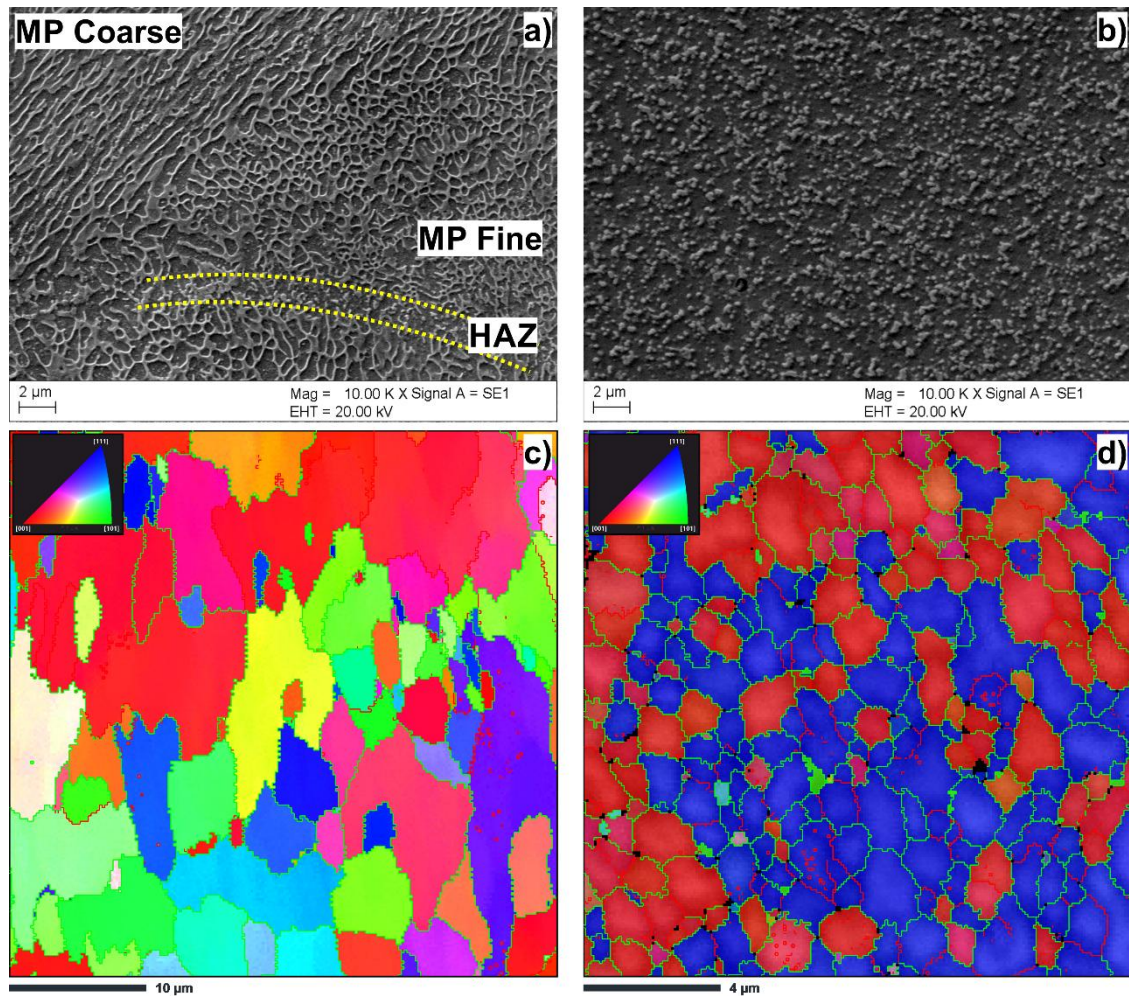 MP Coarse
a)
MP Fine
HAZ
2 µm
Mag = 10.00 K X Signal A = SE1
EHT = 20.00 kV
b)
2 µm
Mag = 10.00 K X Signal A = SE1
EHT = 20.00 kV
c)
[111]
[001]
[101]
10 µm
d)
[111]
[001]
[101]
4 µm